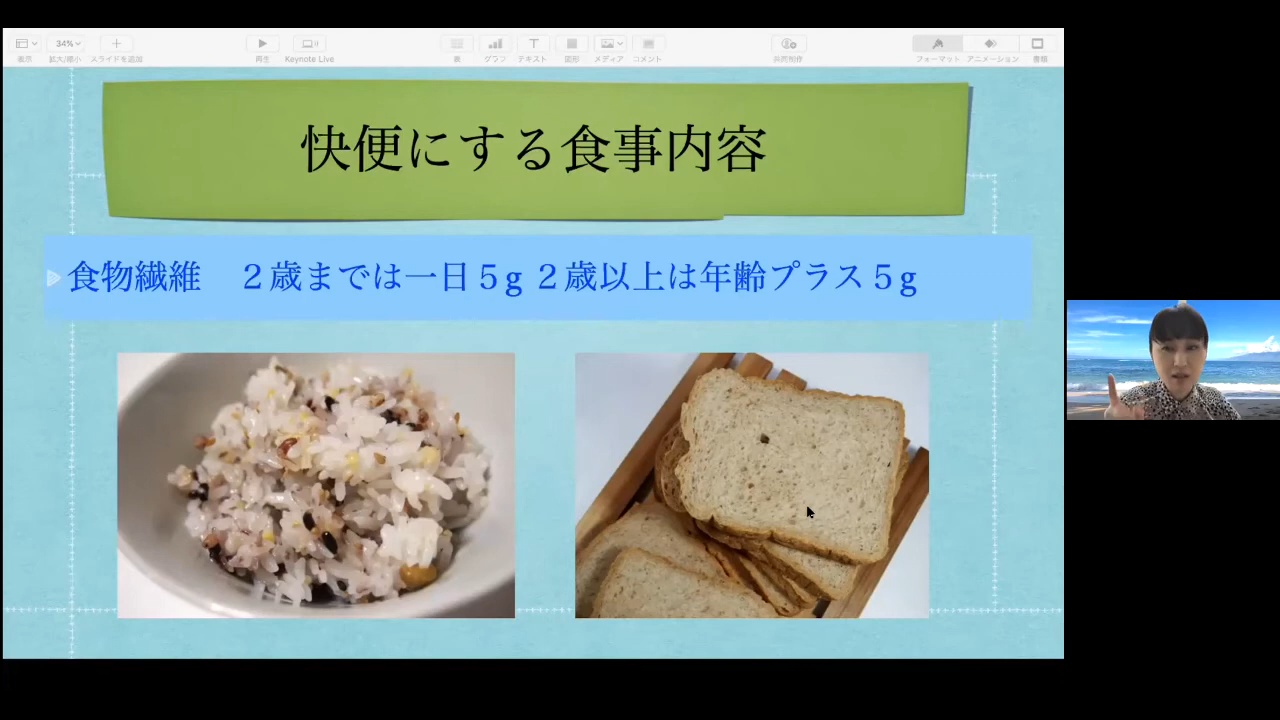 表示
34%
拡大/縮小
スライドを追加
再生
Keynote Live
表
グラフ
テキスト
図形
メディア
コメント
共同制作
フォーマット
アニメーション
書類
快便にする食事内容
食物繊維　２歳までは一日５g ２歳以上は年齢プラス５g